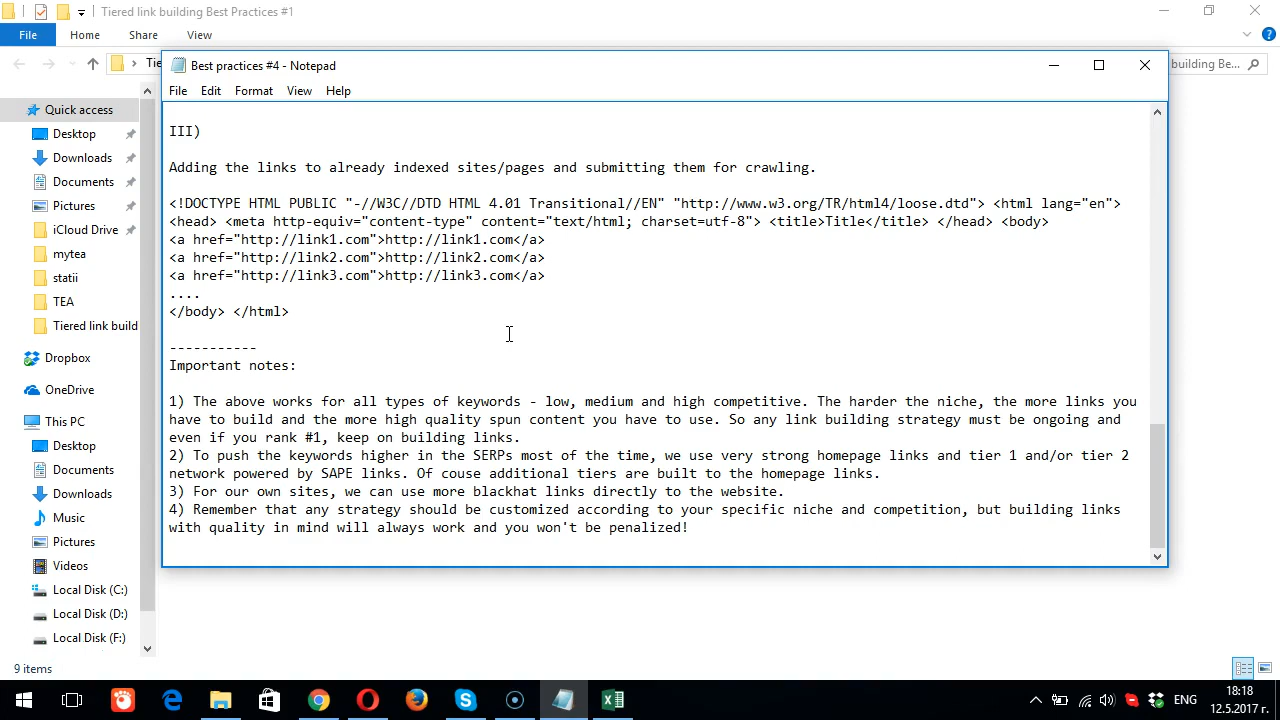 Tiered link building Best Practices #1
File Home Share View
Tie
building Be...
Best practices #4 - Notepad
File Edit Format View Help
Quick access
Desktop
Downloads
Documents
Pictures
iCloud Drive
mytea
statii
TEA
Tiered link build
Dropbox
OneDrive
This PC
Desktop
Documents
Downloads
Music
Pictures
Videos
Local Disk (C:)
Local Disk (D:)
Local Disk (F:)
III)
Adding the links to already indexed sites/pages and submitting them for crawling.
<!DOCTYPE HTML PUBLIC "-//W3C//DTD HTML 4.01 Transitional//EN" "http://www.w3.org/TR/html4/loose.dtd"> <html lang="en">
<head> <meta http-equiv="content-type" content="text/html; charset=utf-8"> <title>Title</title> </head> <body>
<a href="http://link1.com">http://link1.com</a>
<a href="http://link2.com">http://link2.com</a>
<a href="http://link3.com">http://link3.com</a>
....
</body> </html>
-----------
Important notes:
1) The above works for all types of keywords - low, medium and high competitive. The harder the niche, the more links you
have to build and the more high quality spun content you have to use. So any link building strategy must be ongoing and
even if you rank #1, keep on building links.
2) To push the keywords higher in the SERPs most of the time, we use very strong homepage links and tier 1 and/or tier 2
network powered by SAPE links. Of couse additional tiers are built to the homepage links.
3) For our own sites, we can use more blackhat links directly to the website.
4) Remember that any strategy should be customized according to your specific niche and competition, but building links
with quality in mind will always work and you won't be penalized!
9 items
ENG
18:18
12.5.2017 г.